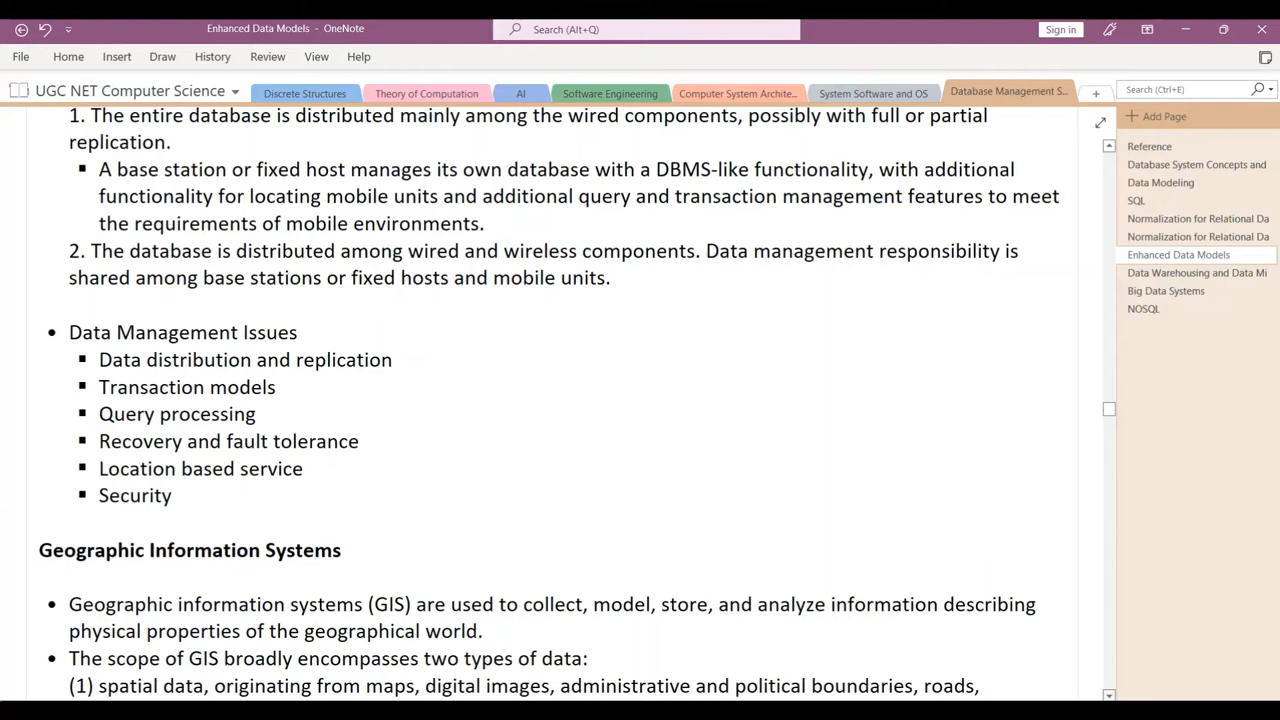 Enhanced Data Models - OneNote
Search (Alt+Q)
Sign in
File Home Insert Draw History Review View Help
UGC NET Computer Science
Discrete Structures
Theory of Computation
AI
Software Engineering
Computer System Archite...
System Software and OS
Database Management S...
Search (Ctrl+E)
1. The entire database is distributed mainly among the wired components, possibly with full or partial
replication.
▪ A base station or fixed host manages its own database with a DBMS-like functionality, with additional
functionality for locating mobile units and additional query and transaction management features to meet
the requirements of mobile environments.
2. The database is distributed among wired and wireless components. Data management responsibility is
shared among base stations or fixed hosts and mobile units.
• Data Management Issues
▪ Data distribution and replication
▪ Transaction models
▪ Query processing
▪ Recovery and fault tolerance
▪ Location based service
▪ Security
Geographic Information Systems
• Geographic information systems (GIS) are used to collect, model, store, and analyze information describing
physical properties of the geographical world.
• The scope of GIS broadly encompasses two types of data:
(1) spatial data, originating from maps, digital images, administrative and political boundaries, roads,
Add Page
Reference
Database System Concepts and
Data Modeling
SQL
Normalization for Relational Da
Normalization for Relational Da
Enhanced Data Models
Data Warehousing and Data Mi
Big Data Systems
NOSQL